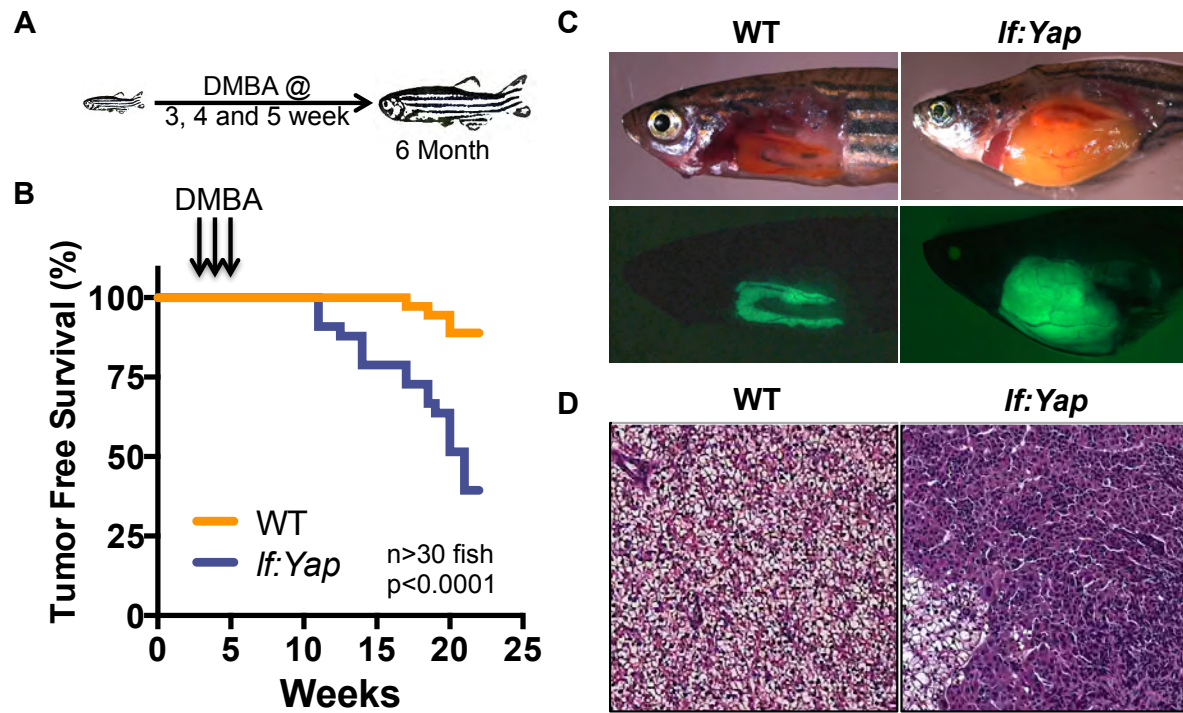 A
DMBA @
3, 4 and 5 week
6 Month
B
DMBA
Tumor Free Survival (%)
100
75
50
25
0
WT
lf:Yap
n>30 fish
p<0.0001
0 5 10 15 20 25
Weeks
C
WT lf:Yap
D
WT lf:Yap